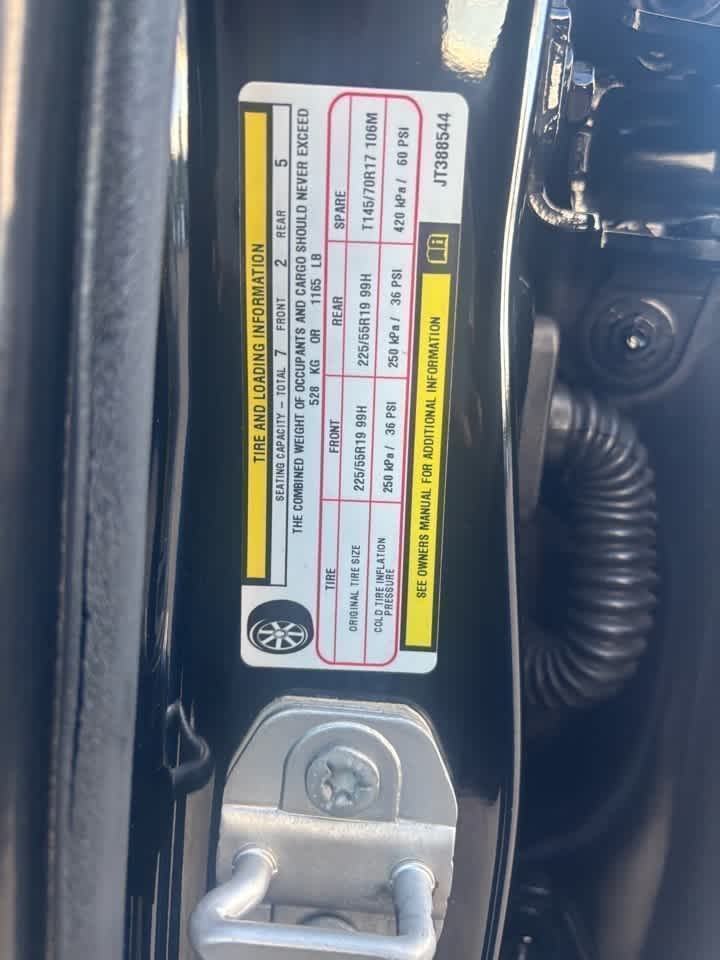 TIRE AND LOADING INFORMATION
SEATING CAPACITY - TOTAL 7 FRONT 2 REAR 5
THE COMBINED WEIGHT OF OCCUPANTS AND CARGO SHOULD NEVER EXCEED
528 KG OR 1165 LB
TIRE FRONT REAR SPARE
ORIGINAL TIRE SIZE 225/55R19 99H 225/55R19 99H T145/70R17 106M
COLD TIRE INFLATION PRESSURE 250 kPa / 36 PSI 250 kPa / 36 PSI 420 kPa / 60 PSI
SEE OWNERS MANUAL FOR ADDITIONAL INFORMATION
JT388544